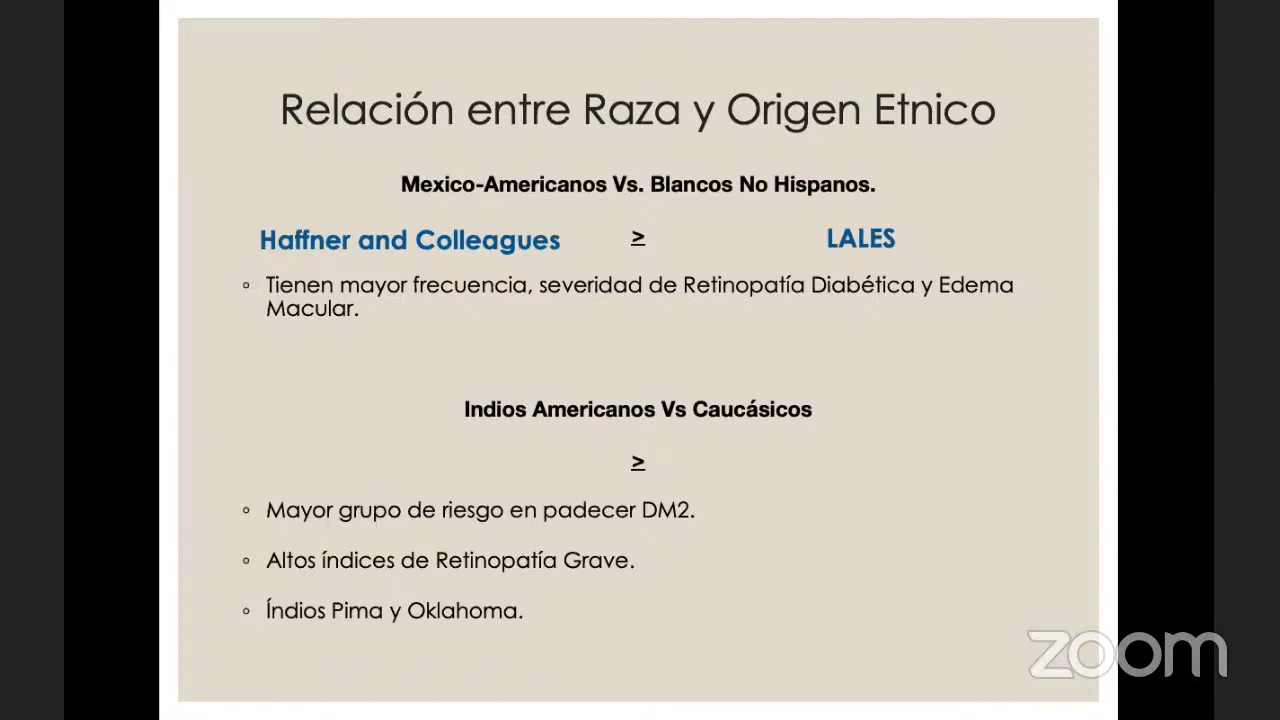 Relación entre Raza y Origen Etnico
Mexico-Americanos Vs. Blancos No Hispanos.
Haffner and Colleagues ≥ LALES
◦ Tienen mayor frecuencia, severidad de Retinopatía Diabética y Edema
Macular.
Indios Americanos Vs Caucásicos
≥
◦ Mayor grupo de riesgo en padecer DM2.
◦ Altos índices de Retinopatía Grave.
◦ Índios Pima y Oklahoma.
zoom